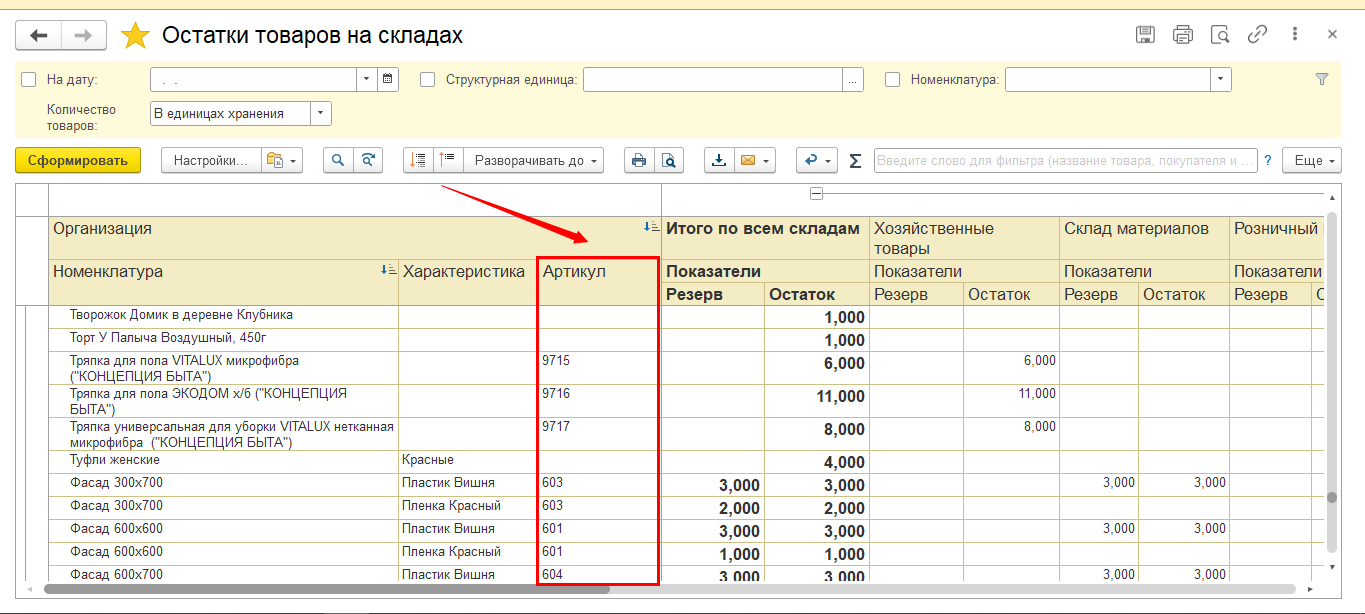 Остатки товаров на складах
На дату: . .
Структурная единица: ...
Номенклатура:
Количество
товаров:
В единицах хранения
Сформировать Настройки... Разворачивать до Σ Введите слово для фильтра (название товара, покупателя и ... ? Еще
Организация Итого по всем складам Хозяйственные товары Склад материалов Розничный
Номенклатура Характеристика Артикул Показатели Показатели Показатели Показатели
Резерв Остаток Резерв Остаток Резерв Остаток Резерв
Творожок Домик в деревне Клубника 1,000
Торт У Палыча Воздушный, 450г 1,000
Тряпка для пола VITALUX микрофибра 9715 6,000 6,000
("КОНЦЕПЦИЯ БЫТА")
Тряпка для пола ЭКОДОМ х/б ("КОНЦЕПЦИЯ 9716 11,000 11,000
БЫТА")
Тряпка универсальная для уборки VITALUX нетканная 9717 8,000 8,000
микрофибра ("КОНЦЕПЦИЯ БЫТА")
Туфли женские Красные 4,000
Фасад 300х700 Пластик Вишня 603 3,000 3,000 3,000 3,000
Фасад 300х700 Пленка Красный 603 2,000 2,000
Фасад 600х600 Пластик Вишня 601 3,000 3,000 3,000 3,000
Фасад 600х600 Пленка Красный 601 1,000 1,000
Фасад 600х700 Пластик Вишня 604 3,000 3,000 3,000 3,000